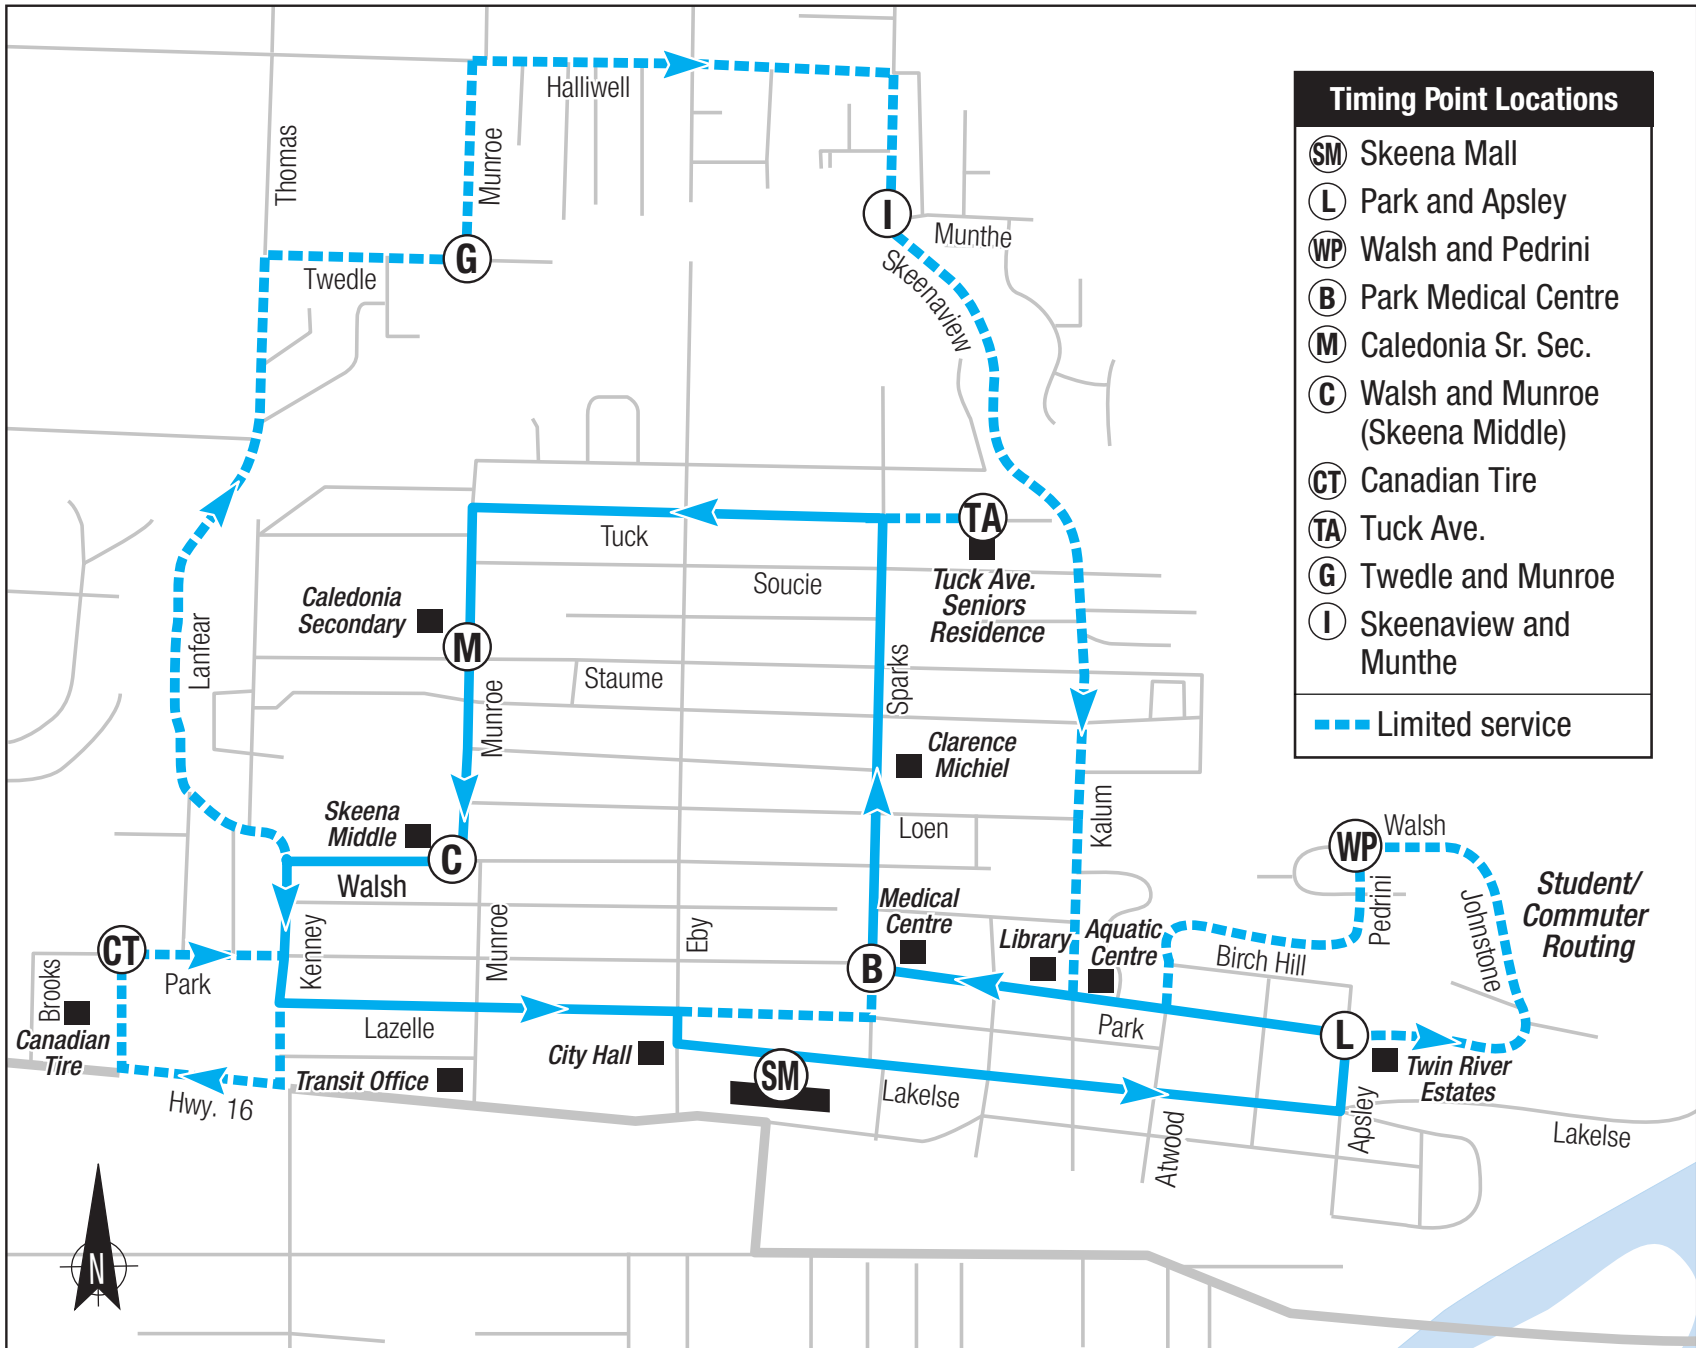 Timing Point Locations
SM Skeena Mall
L Park and Apsley
WP Walsh and Pedrini
B Park Medical Centre
M Caledonia Sr. Sec.
C Walsh and Munroe
(Skeena Middle)
CT Canadian Tire
TA Tuck Ave.
G Twedle and Munroe
I Skeenaview and
Munthe
Limited service
Halliwell
Thomas
Munroe
G
Twedle
I
Munthe
Skeenaview
TA
Tuck
Soucie
Tuck Ave.
Seniors
Residence
Caledonia
Secondary
M
Lanfear
Staume
Sparks
Munroe
Clarence
Michiel
Skeena
Middle
C
Walsh
Loen
Kalum
WP
Walsh
Pedrini
Johnstone
Student/
Commuter
Routing
Medical
Centre
Library
Aquatic
Centre
Birch Hill
CT
Park
Kenney
Munroe
Eby
B
Brooks
Canadian
Tire
Lazelle
Park
L
Twin River
Estates
City Hall
SM
Transit Office
Hwy. 16
Lakelse
Atwood
Apsley
Lakelse
N